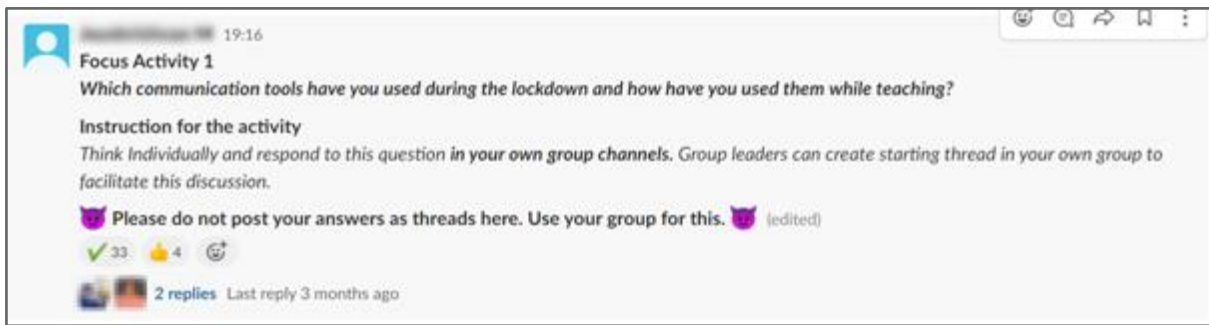 19:16
Focus Activity 1
Which communication tools have you used during the lockdown and how have you used them while teaching?
Instruction for the activity
Think Individually and respond to this question in your own group channels. Group leaders can create starting thread in your own group to
facilitate this discussion.
😈 Please do not post your answers as threads here. Use your group for this. 😈 (edited)
33 4
2 replies Last reply 3 months ago